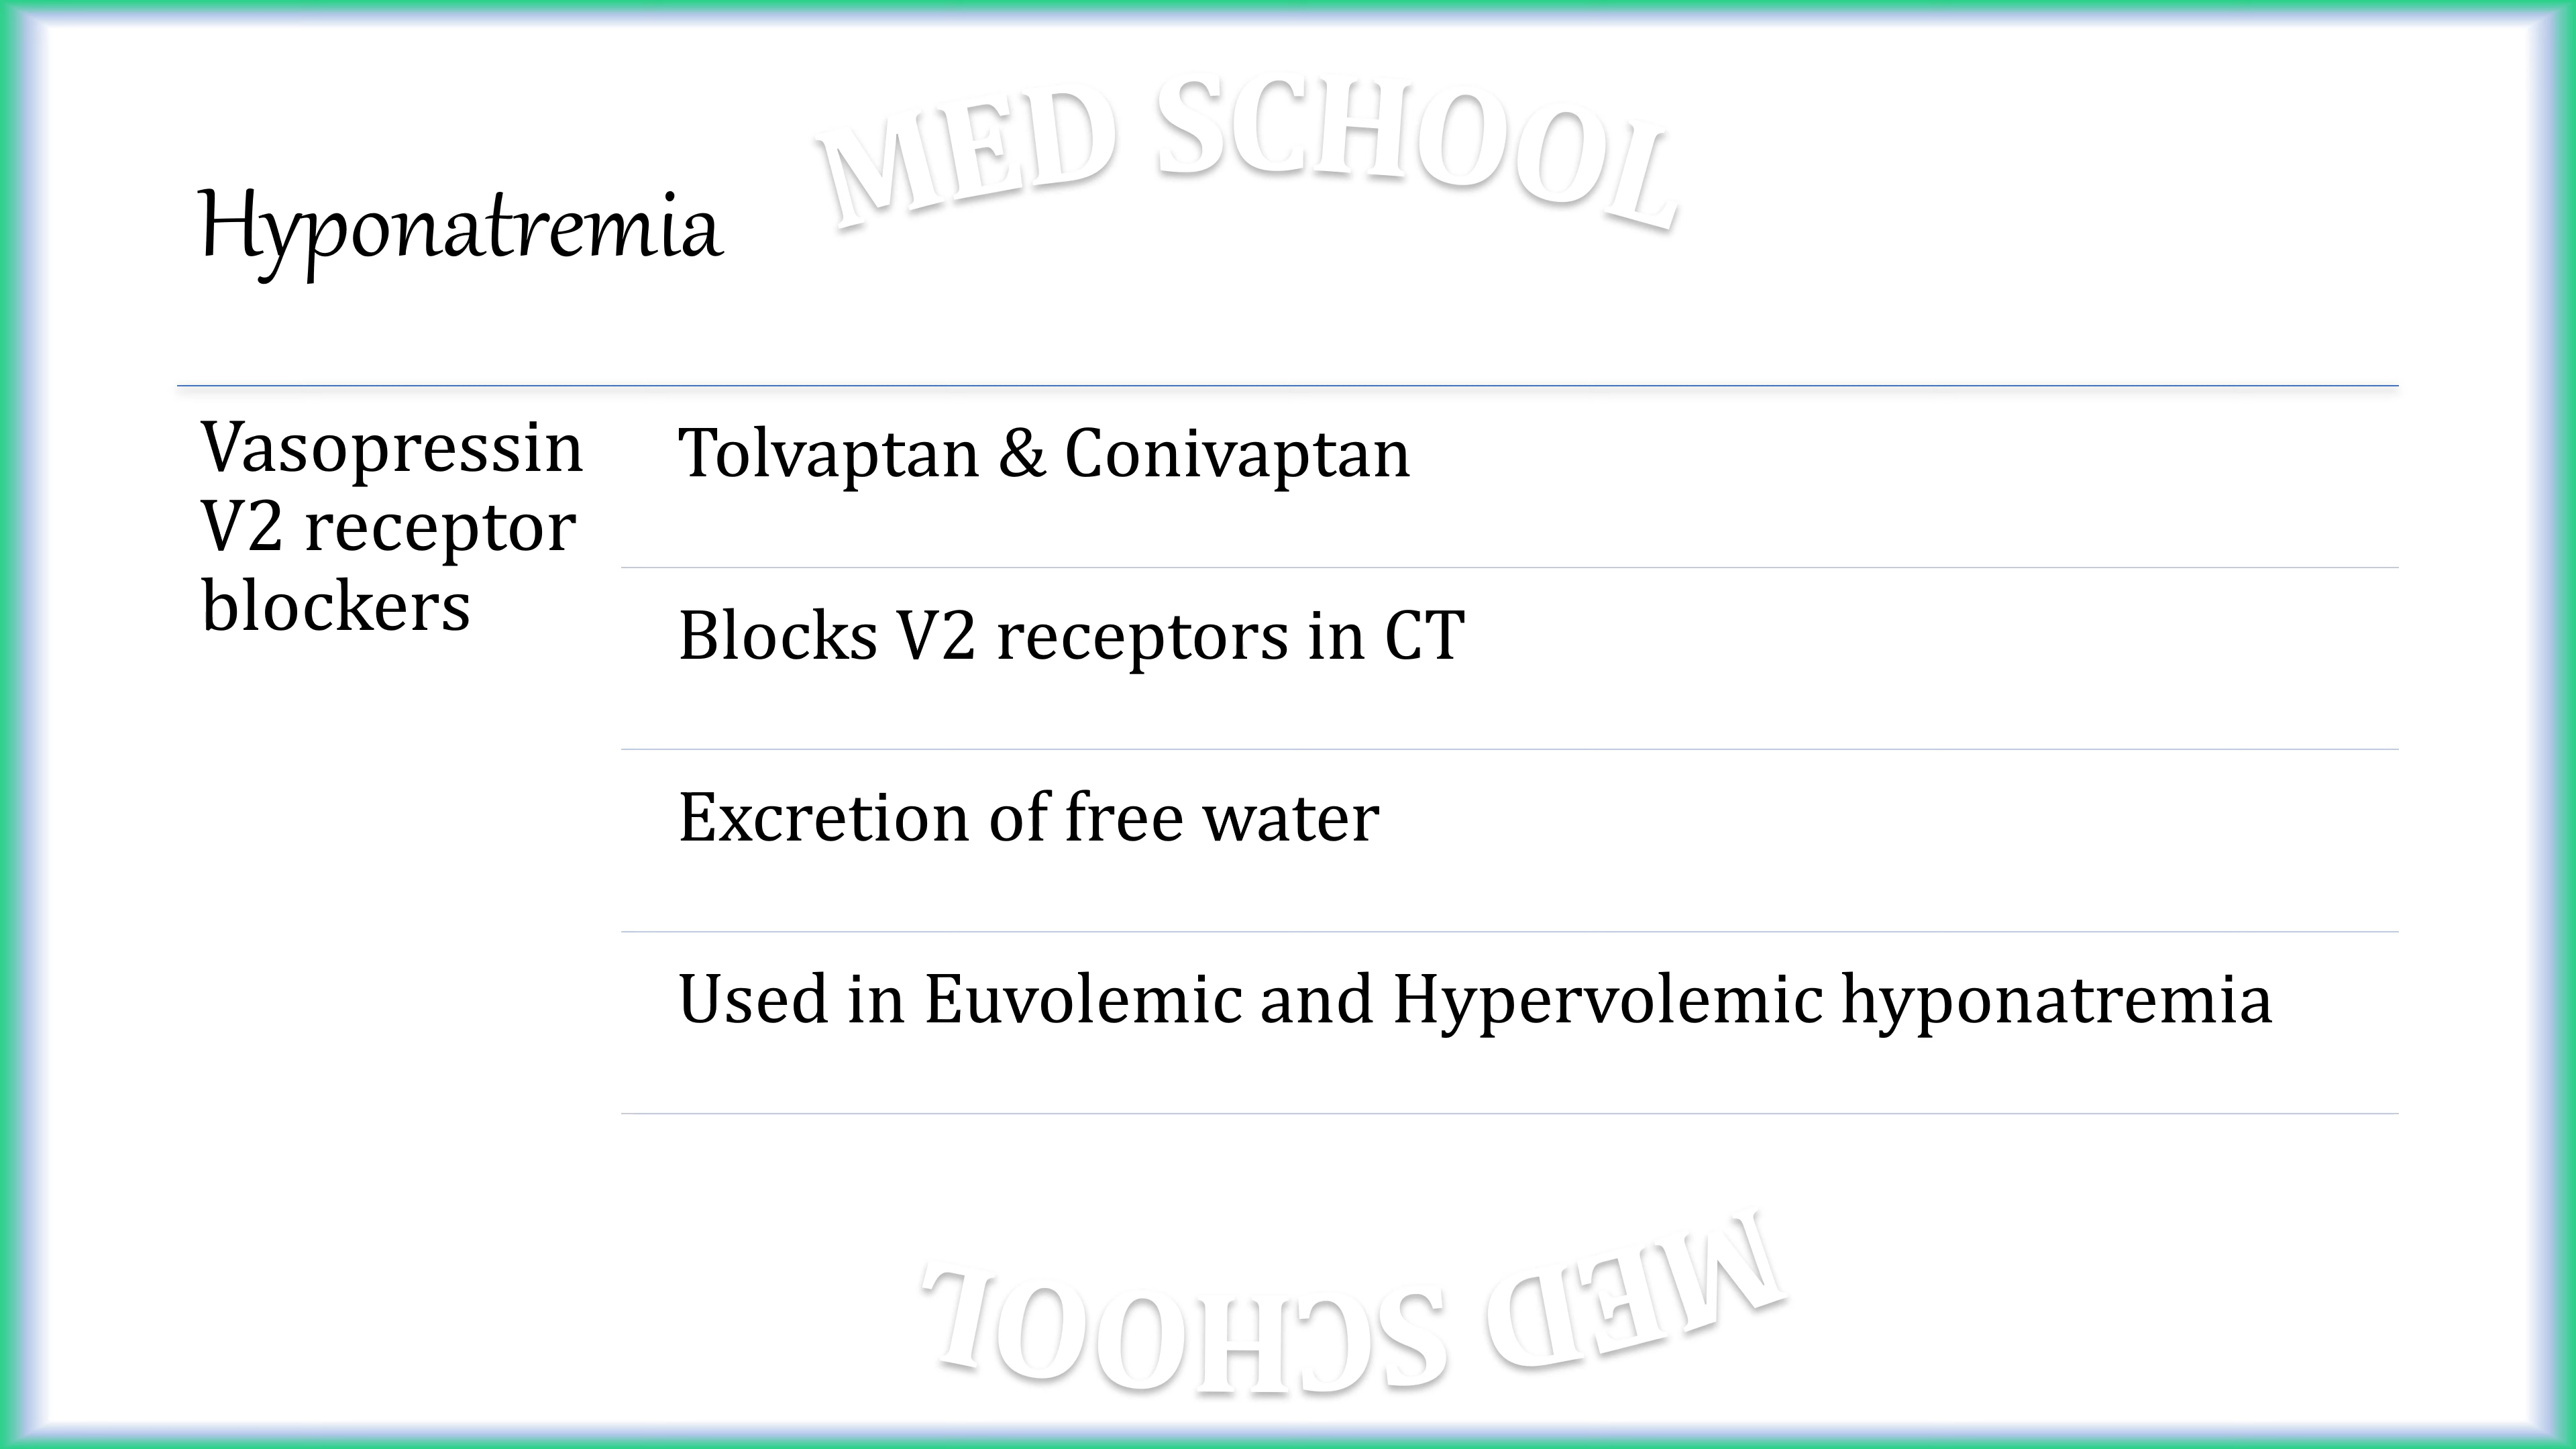 MED SCHOOL
Hyponatremia
Vasopressin
V2 receptor
blockers
Tolvaptan & Conivaptan
Blocks V2 receptors in CT
Excretion of free water
Used in Euvolemic and Hypervolemic hyponatremia
MED SCHOOL